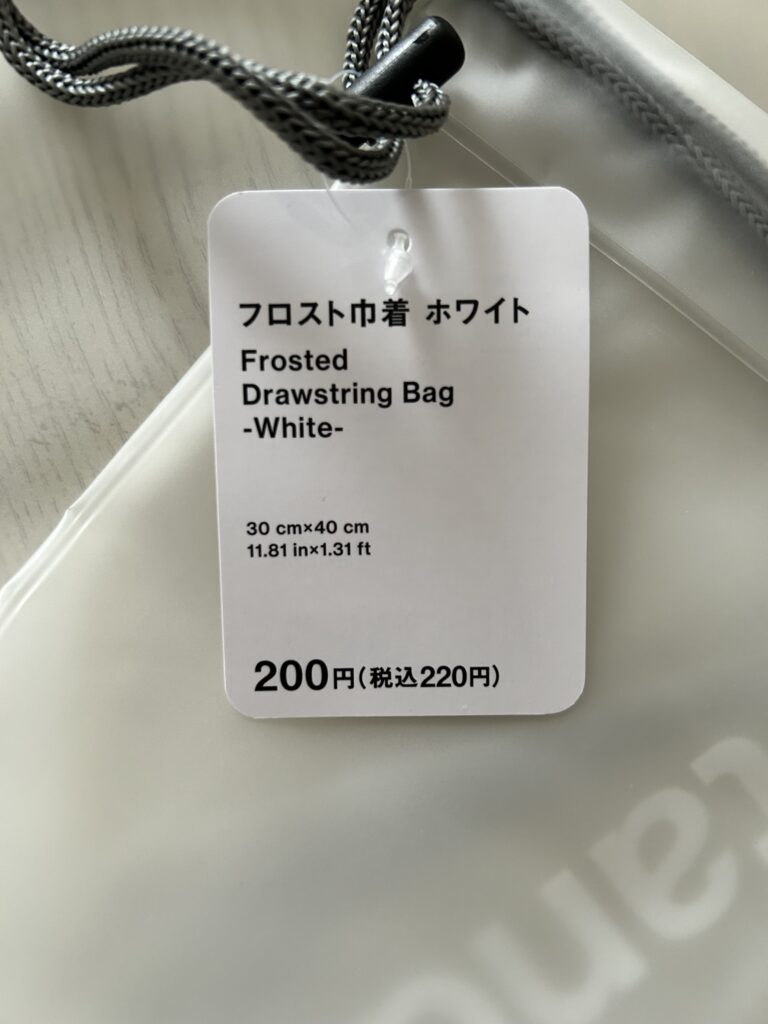 フロスト巾着 ホワイト
Frosted
Drawstring Bag
-White-
30 cm×40 cm
11.81 in×1.31 ft
200円(税込220円)